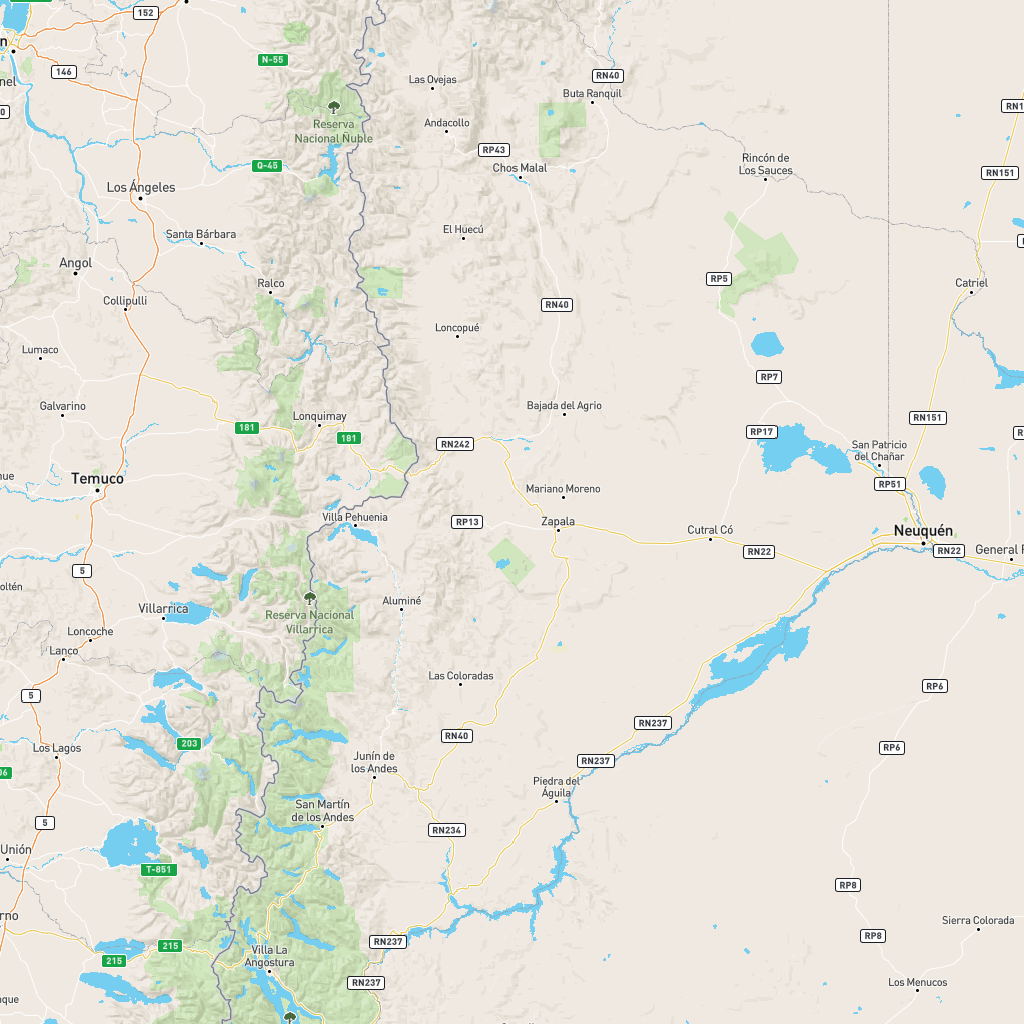 152
N-55
146
Las Ovejas
RN40
Buta Ranquil
Reserva
Nacional Ñuble
Andacollo
RP43
Q-45
Chos Malal
Rincón de
Los Sauces
RN151
Los Ángeles
Santa Bárbara
El Huecú
Angol
Ralco
RP5
Catriel
Collipulli
RN40
Loncopué
Lumaco
RP7
Galvarino
Bajada del Agrio
RN151
Lonquimay
181
181
RN242
RP17
San Patricio
del Chañar
Temuco
RP51
Mariano Moreno
Villa Pehuenia
RP13
Zapala
Cutral Có
Neuquén
RN22
RN22
General
5
Aluminé
Villarrica
Reserva Nacional
Villarrica
Loncoche
Lanco
Las Coloradas
5
RP6
RN237
RN40
203
Los Lagos
RP6
Junín de
los Andes
RN237
Piedra del
Águila
San Martín
de los Andes
5
RN234
Unión
T-851
RP8
Sierra Colorada
RP8
215
RN237
215
Villa La
Angostura
RN237
Los Menucos